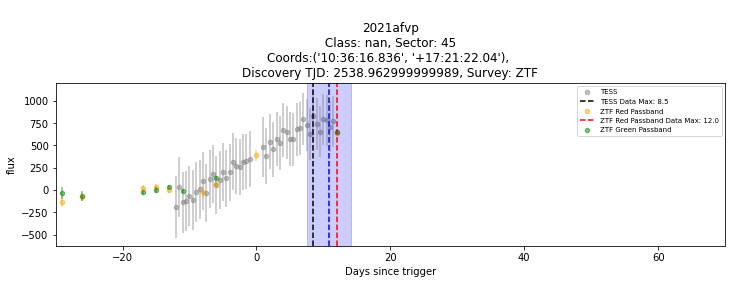 2021afvp
Class: nan, Sector: 45
Coords:('10:36:16.836', '+17:21:22.04'),
Discovery TJD: 2538.962999999989, Survey: ZTF
TESS
TESS Data Max: 8.5
ZTF Red Passband
ZTF Red Passband Data Max: 12.0
ZTF Green Passband
flux
1000
750
500
250
0
−250
−500
−20
0
20
40
60
Days since trigger